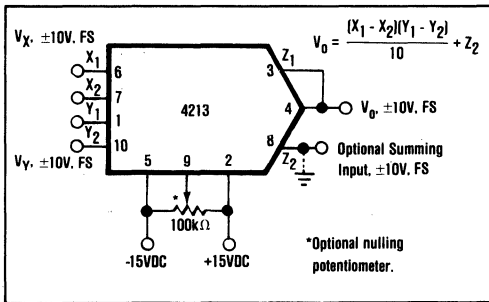 Vₓ, ±10V, FS
X₁
6
X₂
7
Y₁
1
Y₂
10
V_Y, ±10V, FS
4213
Z₁
3
4
8
Z₂
5
9
2
V₀ = (X₁ - X₂)(Y₁ - Y₂) / 10 + Z₂
V₀, ±10V, FS
Optional Summing
Input, ±10V, FS
*
100kΩ
-15VDC
+15VDC
*Optional nulling
potentiometer.